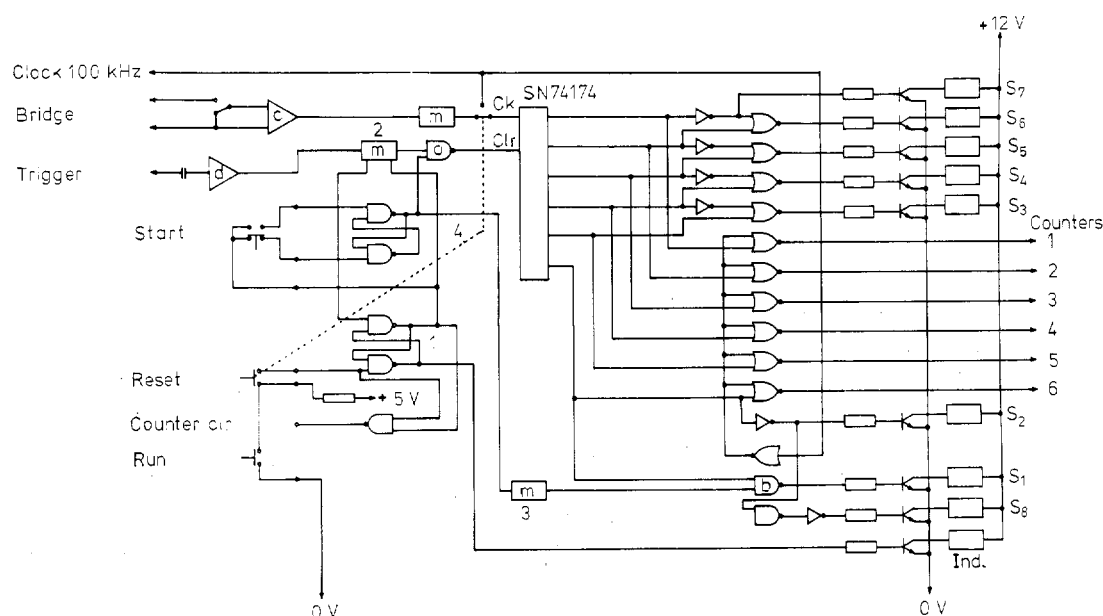 +12 V
Clock 100 kHz
SN74174
Ck
S7
Bridge
c
m
S6
2
Clr
S5
m
Trigger
d
S4
S3
Start
4
Counters
1
2
3
4
5
Reset
+ 5 V
6
Counter
S2
Run
b
S1
m
3
S8
Ind.
0 V
0 V